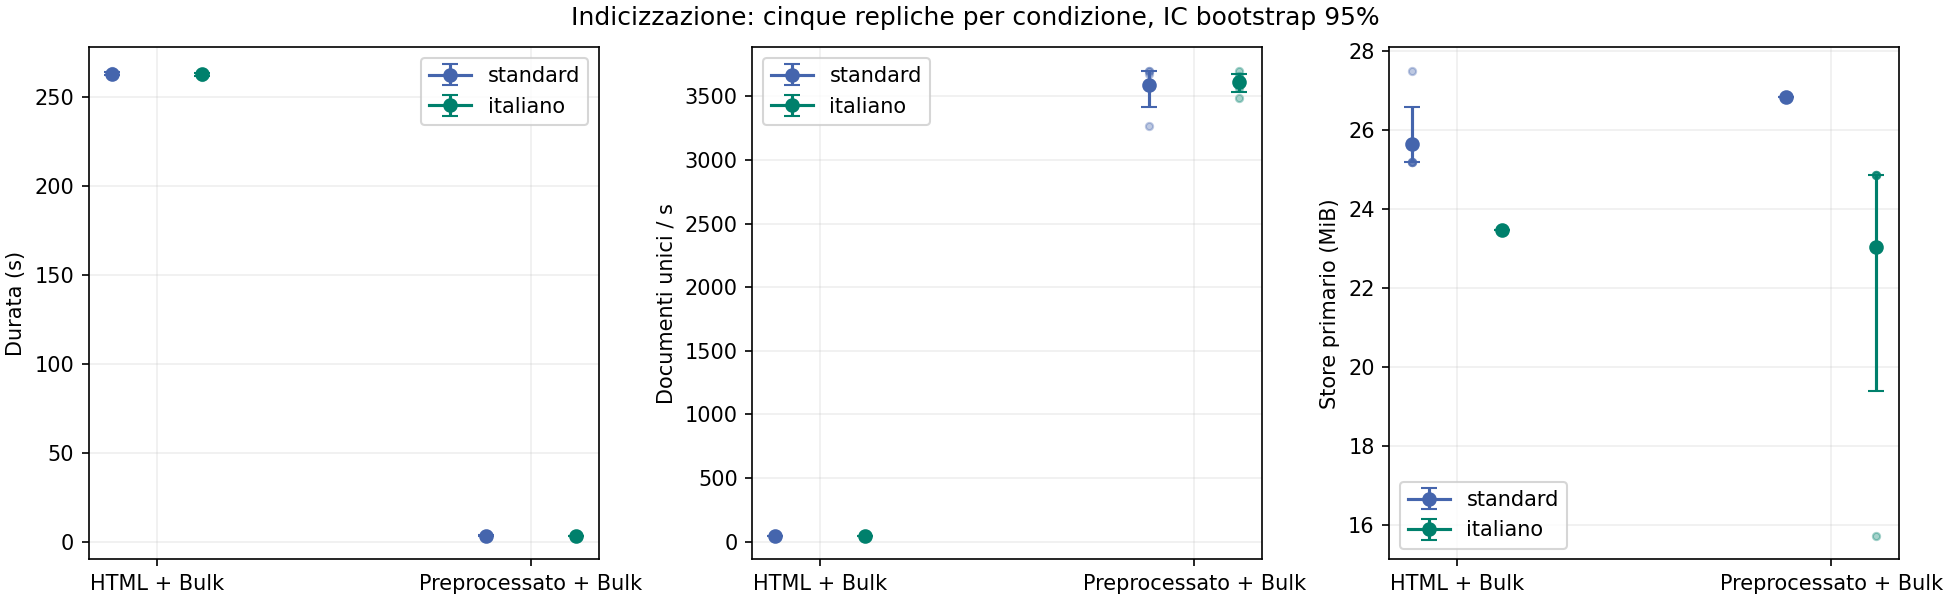 Indicizzazione: cinque repliche per condizione, IC bootstrap 95%
Durata (s)
250
200
150
100
50
0
standard
italiano
HTML + Bulk
Preprocessato + Bulk
Documenti unici / s
3500
3000
2500
2000
1500
1000
500
0
standard
italiano
HTML + Bulk
Preprocessato + Bulk
Store primario (MiB)
28
26
24
22
20
18
16
standard
italiano
HTML + Bulk
Preprocessato + Bulk